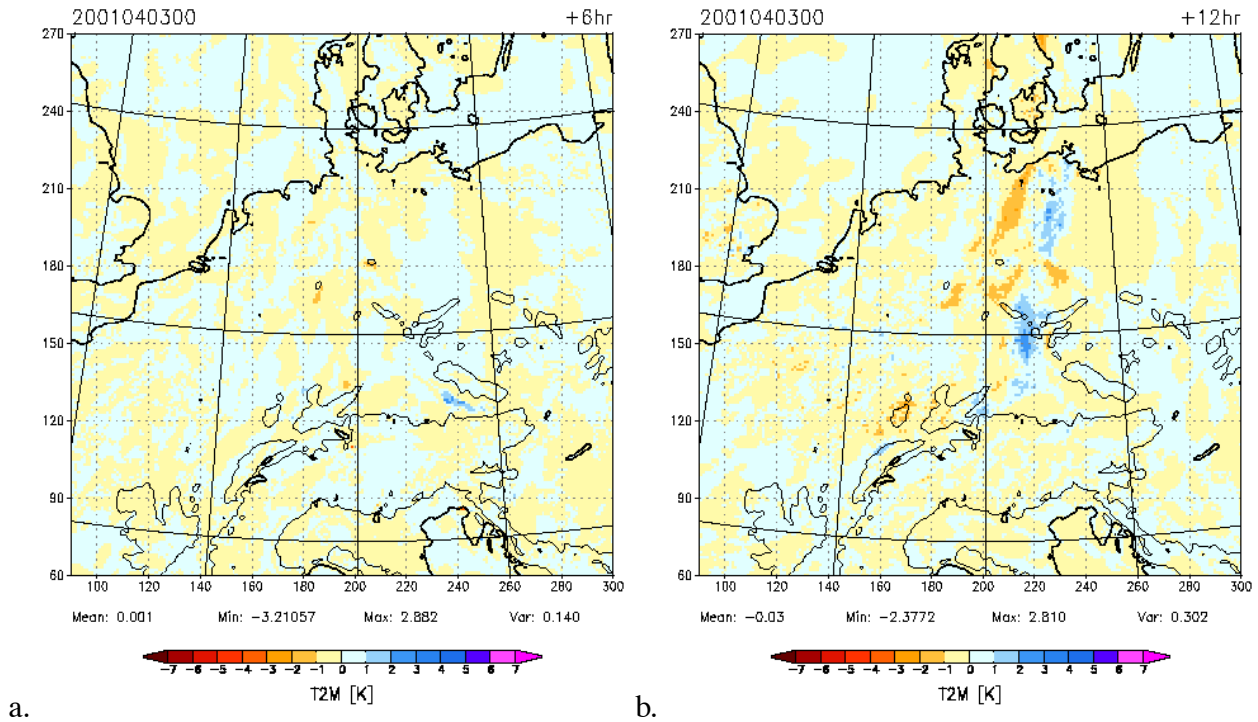 2001040300 +6hr
270
240
210
180
150
120
90
60
100 120 140 160 180 200 220 240 260 280 300
Mean: 0.001 Min: -3.21057 Max: 2.882 Var: 0.140
-7 -6 -5 -4 -3 -2 -1 0 1 2 3 4 5 6 7
T2M [K]
a.
2001040300 +12hr
270
240
210
180
150
120
90
60
100 120 140 160 180 200 220 240 260 280 300
Mean: -0.03 Min: -2.3772 Max: 2.810 Var: 0.302
-7 -6 -5 -4 -3 -2 -1 0 1 2 3 4 5 6 7
T2M [K]
b.